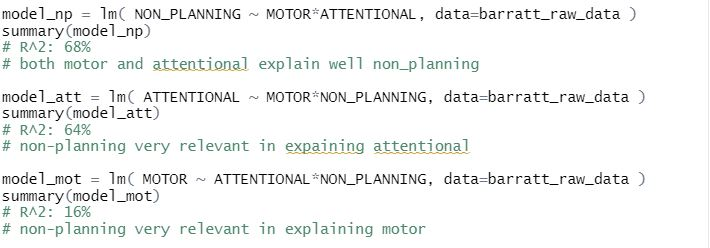 model_np = lm( NON_PLANNING ~ MOTOR*ATTENTIONAL, data=barratt_raw_data )
summary(model_np)
# R^2: 68%
# both motor and attentional explain well non_planning
model_att = lm( ATTENTIONAL ~ MOTOR*NON_PLANNING, data=barratt_raw_data )
summary(model_att)
# R^2: 64%
# non-planning very relevant in expaining attentional
model_mot = lm( MOTOR ~ ATTENTIONAL*NON_PLANNING, data=barratt_raw_data )
summary(model_mot)
# R^2: 16%
# non-planning very relevant in explaining motor